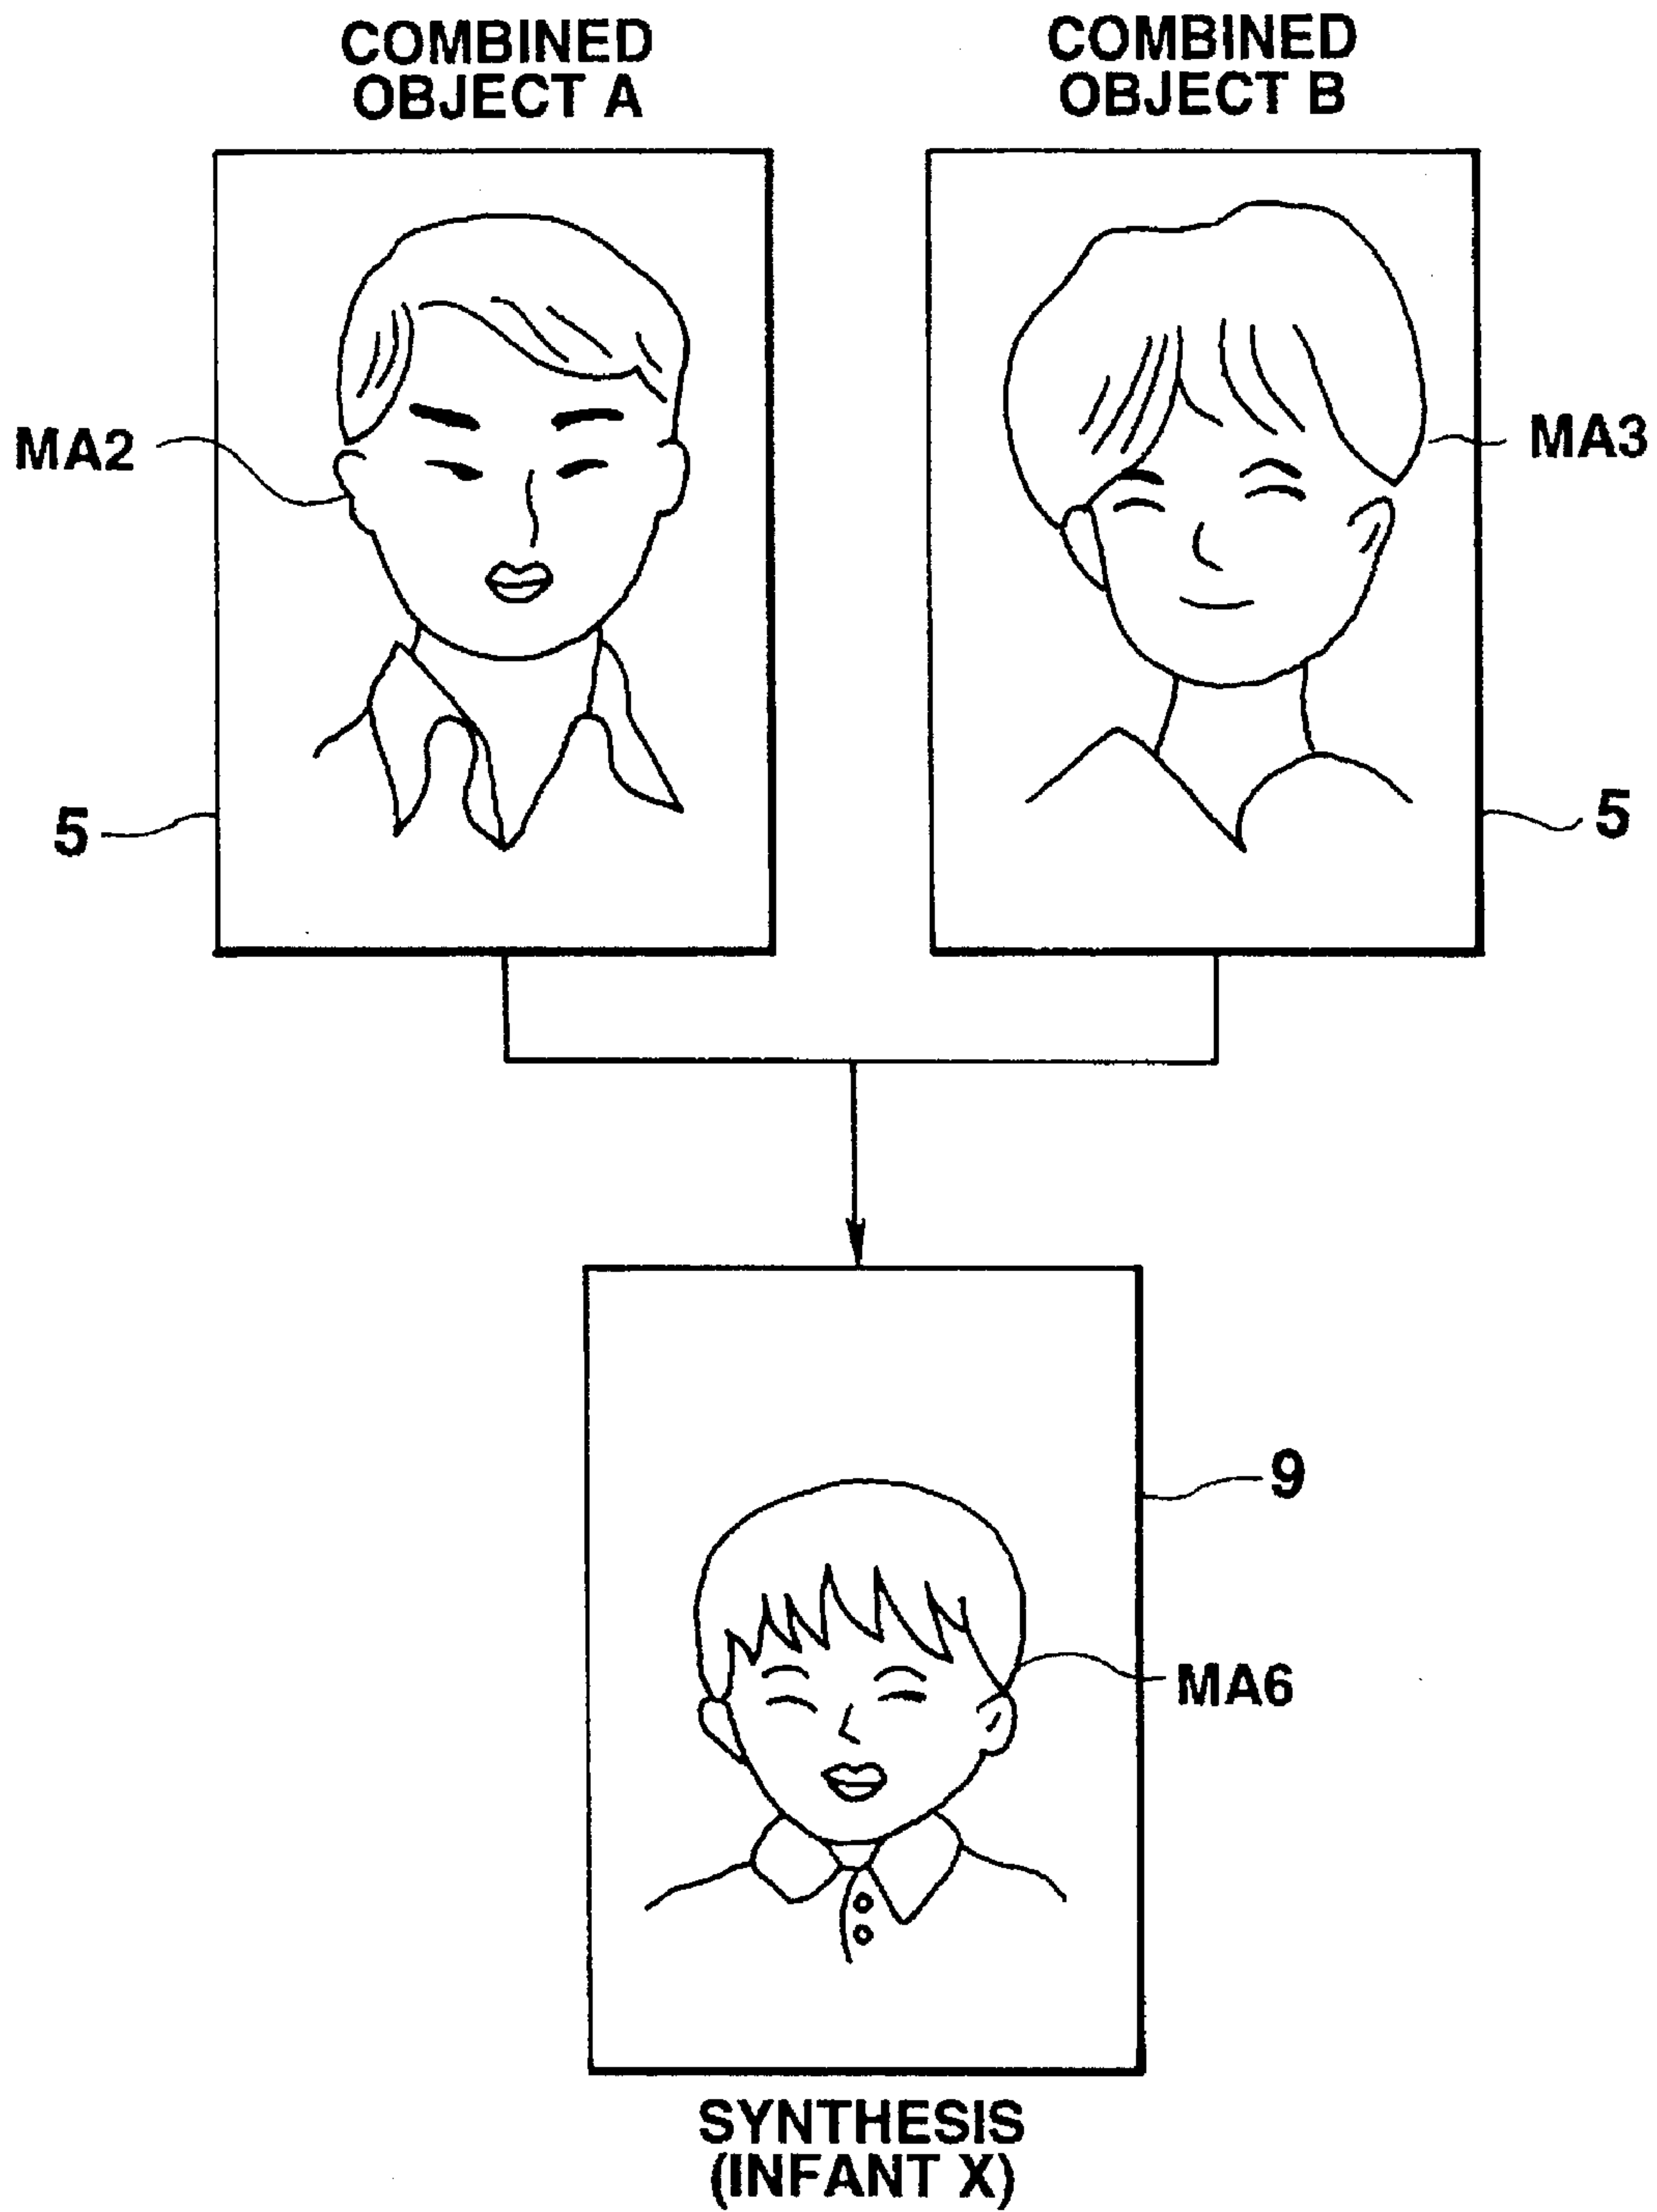 COMBINED
OBJECT A
COMBINED
OBJECT B
MA2
MA3
5
5
9
MA6
SYNTHESIS
(INFANT X)